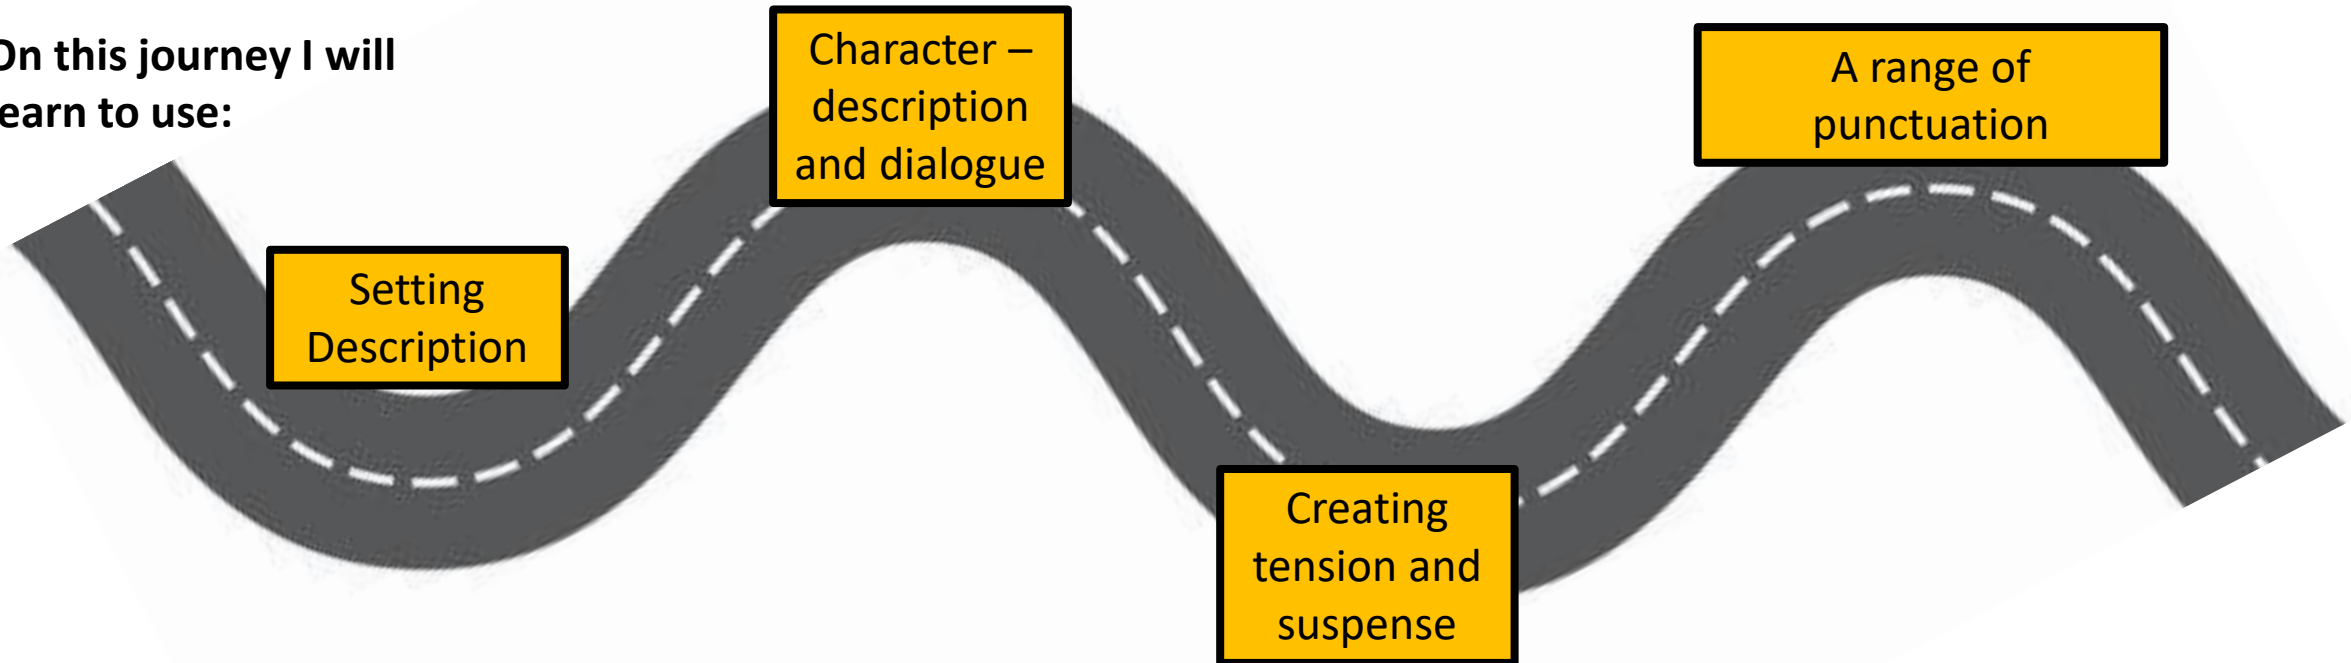 On this journey I will
learn to use:
Setting
Description
Character –
description
and dialogue
Creating
tension and
suspense
A range of
punctuation